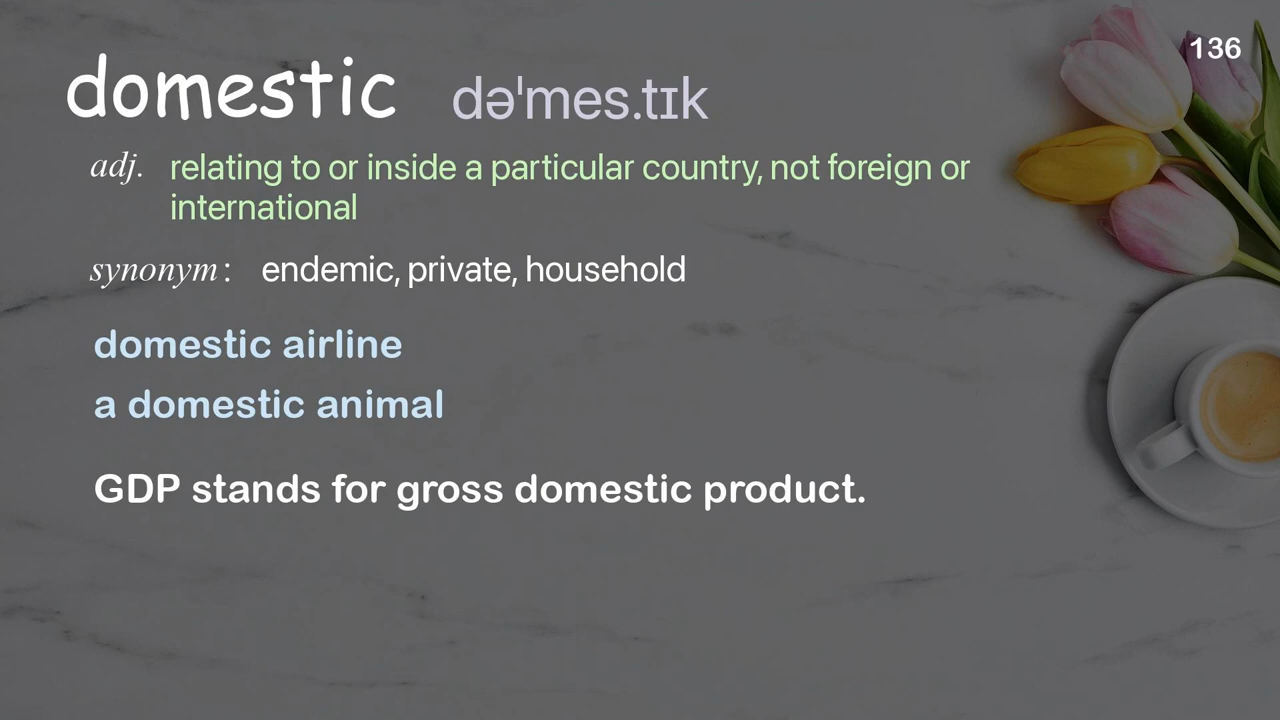 136
domestic dəˈmes.tɪk
adj. relating to or inside a particular country, not foreign or
international
synonym: endemic, private, household
domestic airline
a domestic animal
GDP stands for gross domestic product.